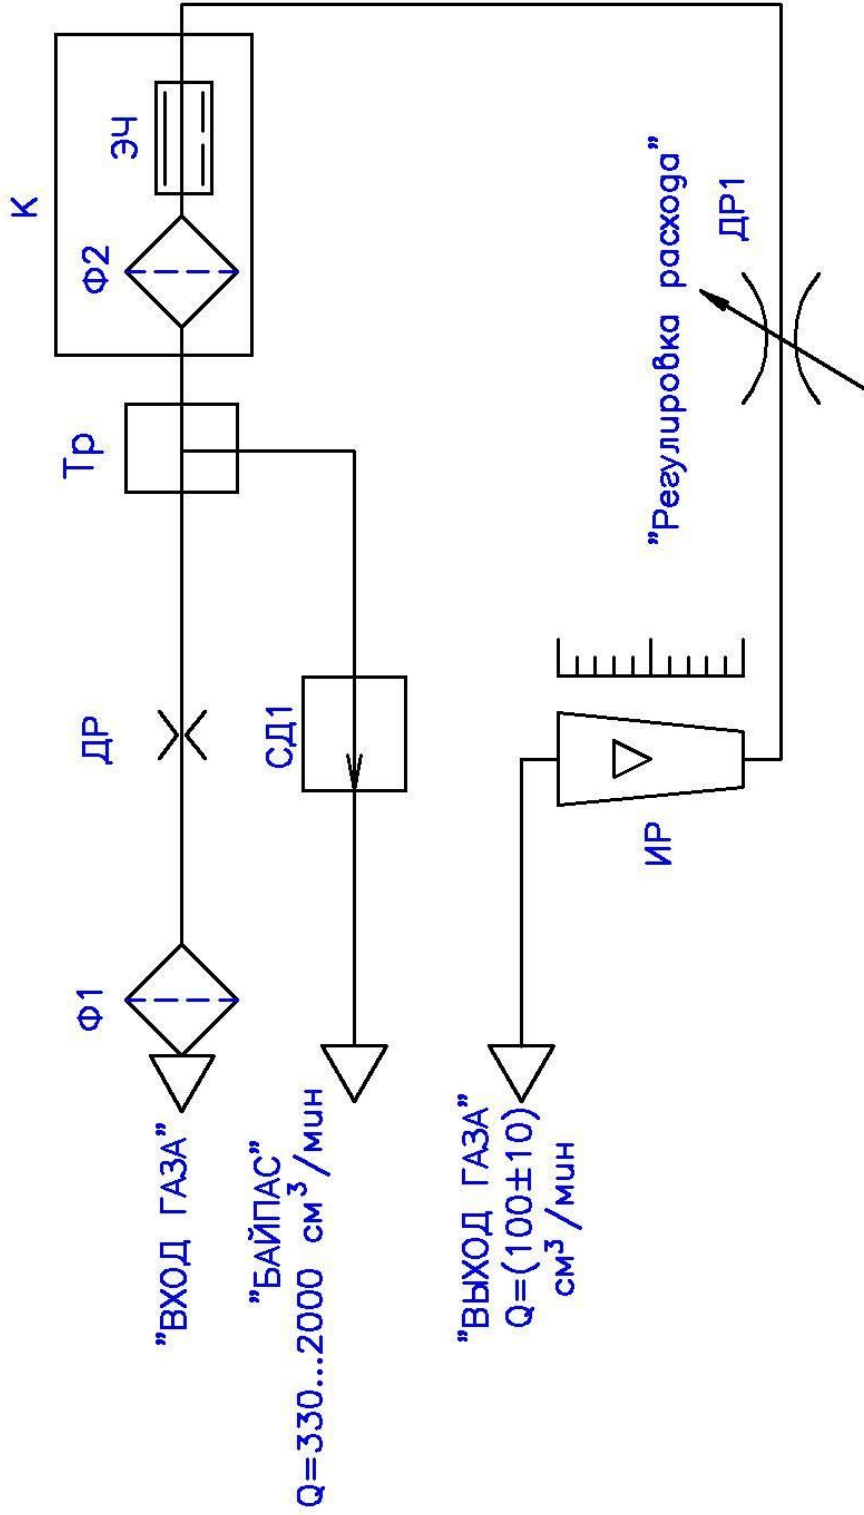 К
ЭЧ
Ф2
Тр
ДР
Ф1
"ВХОД ГАЗА"
СД1
"БАЙПАС"
Q=330...2000 см³/мин
"Регулировка расхода"
ДР1
ИР
"ВЫХОД ГАЗА"
Q=(100±10)
см³/мин